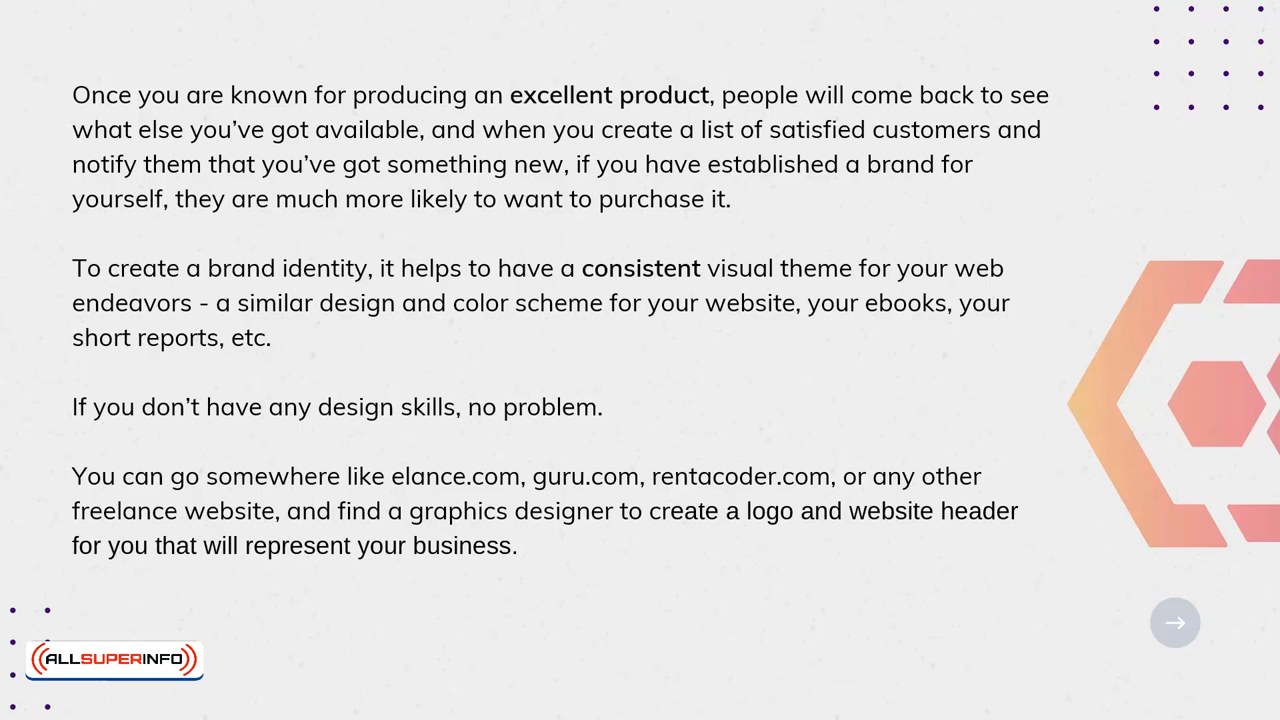 Once you are known for producing an excellent product, people will come back to see
what else you’ve got available, and when you create a list of satisfied customers and
notify them that you’ve got something new, if you have established a brand for
yourself, they are much more likely to want to purchase it.
To create a brand identity, it helps to have a consistent visual theme for your web
endeavors - a similar design and color scheme for your website, your ebooks, your
short reports, etc.
If you don’t have any design skills, no problem.
You can go somewhere like elance.com, guru.com, rentacoder.com, or any other
freelance website, and find a graphics designer to create a logo and website header
for you that will represent your business.
ALLSUPERINFO